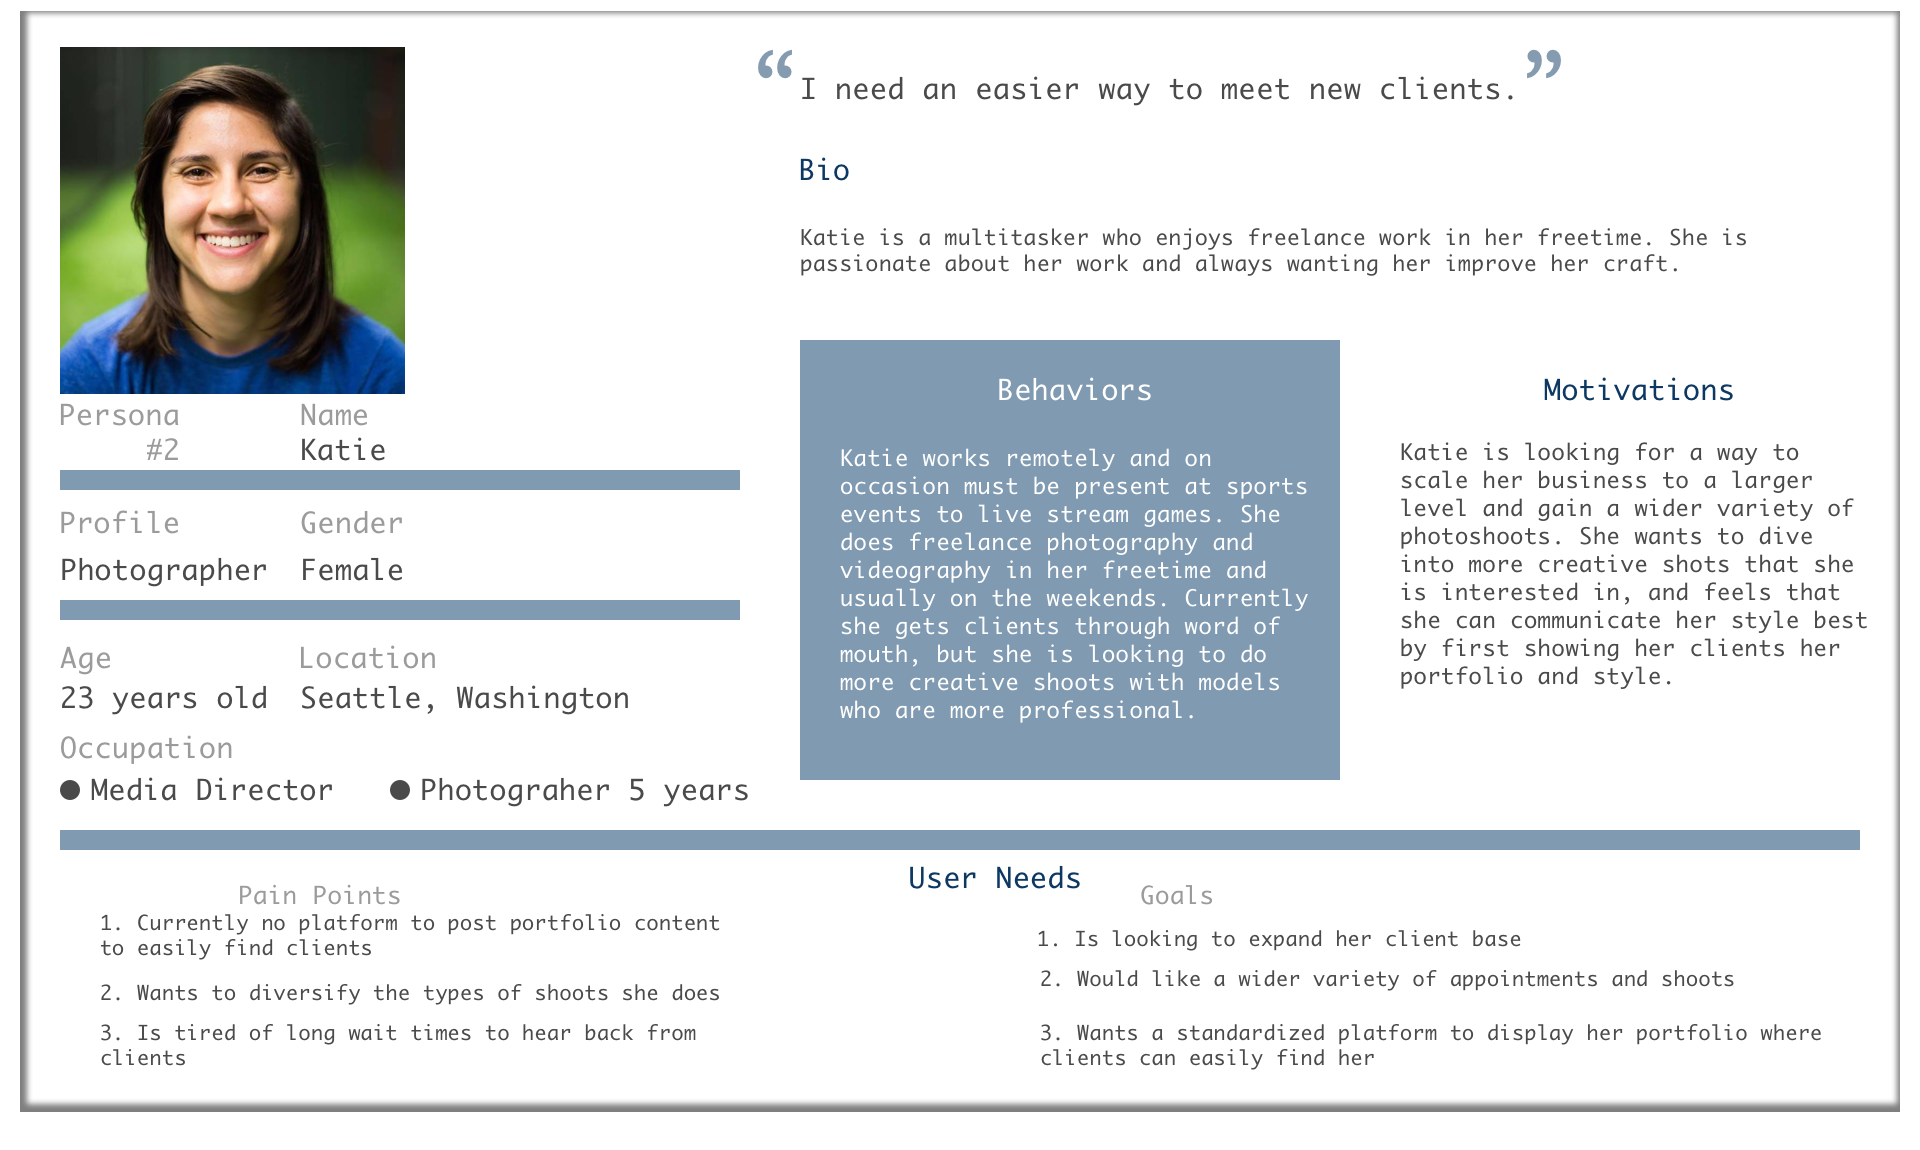 “I need an easier way to meet new clients.”
Bio
Katie is a multitasker who enjoys freelance work in her freetime. She is
passionate about her work and always wanting her improve her craft.
Persona
#2
Name
Katie
Profile
Photographer
Gender
Female
Age
23 years old
Location
Seattle, Washington
Occupation
● Media Director
● Photograher 5 years
Behaviors
Katie works remotely and on
occasion must be present at sports
events to live stream games. She
does freelance photography and
videography in her freetime and
usually on the weekends. Currently
she gets clients through word of
mouth, but she is looking to do
more creative shoots with models
who are more professional.
Motivations
Katie is looking for a way to
scale her business to a larger
level and gain a wider variety of
photoshoots. She wants to dive
into more creative shots that she
is interested in, and feels that
she can communicate her style best
by first showing her clients her
portfolio and style.
User Needs
Pain Points
1. Currently no platform to post portfolio content
to easily find clients
2. Wants to diversify the types of shoots she does
3. Is tired of long wait times to hear back from
clients
Goals
1. Is looking to expand her client base
2. Would like a wider variety of appointments and shoots
3. Wants a standardized platform to display her portfolio where
clients can easily find her